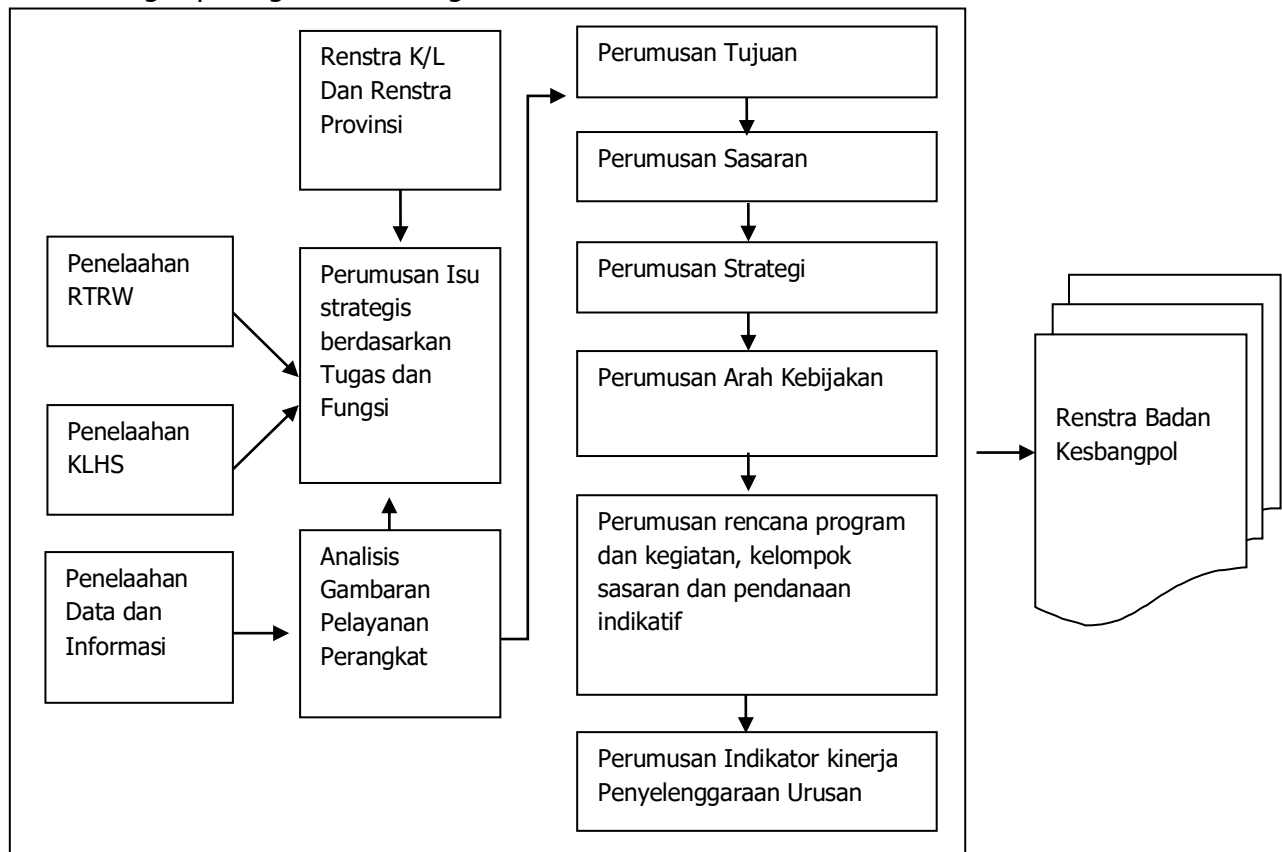 Renstra K/L
Dan Renstra
Provinsi
Penelaahan
RTRW
Perumusan Isu
strategis
berdasarkan
Tugas dan
Fungsi
Penelaahan
KLHS
Penelaahan
Data dan
Informasi
Analisis
Gambaran
Pelayanan
Perangkat
Perumusan Tujuan
Perumusan Sasaran
Perumusan Strategi
Perumusan Arah Kebijakan
Perumusan rencana program
dan kegiatan, kelompok
sasaran dan pendanaan
indikatif
Perumusan Indikator kinerja
Penyelenggaraan Urusan
Renstra Badan
Kesbangpol